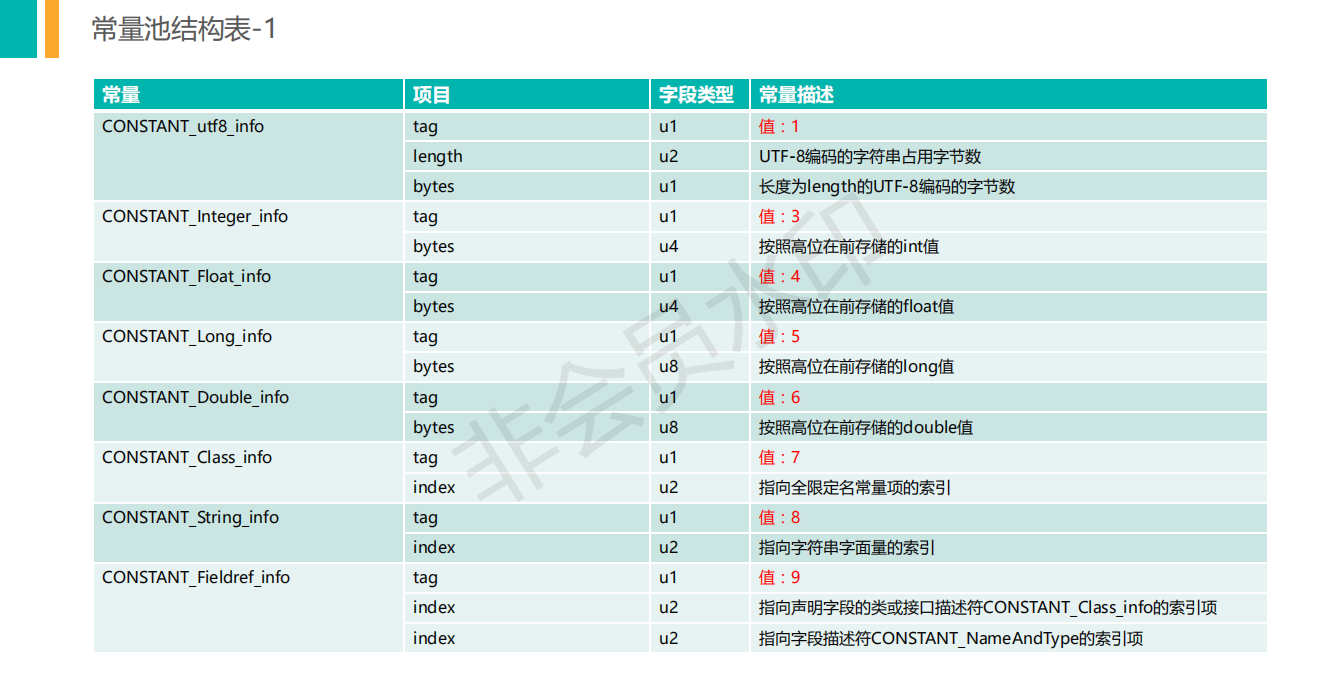 常量池结构表-1
常量 项目 字段类型 常量描述
CONSTANT_utf8_info tag u1 值：1
length u2 UTF-8编码的字符串占用字节数
bytes u1 长度为length的UTF-8编码的字节数
CONSTANT_Integer_info tag u1 值：3
bytes u4 按照高位在前存储的int值
CONSTANT_Float_info tag u1 值：4
bytes u4 按照高位在前存储的float值
CONSTANT_Long_info tag u1 值：5
bytes u8 按照高位在前存储的long值
CONSTANT_Double_info tag u1 值：6
bytes u8 按照高位在前存储的double值
CONSTANT_Class_info tag u1 值：7
index u2 指向全限定名常量项的索引
CONSTANT_String_info tag u1 值：8
index u2 指向字符串字面量的索引
CONSTANT_Fieldref_info tag u1 值：9
index u2 指向声明字段的类或接口描述符CONSTANT_Class_info的索引项
index u2 指向字段描述符CONSTANT_NameAndType的索引项
非会员水印